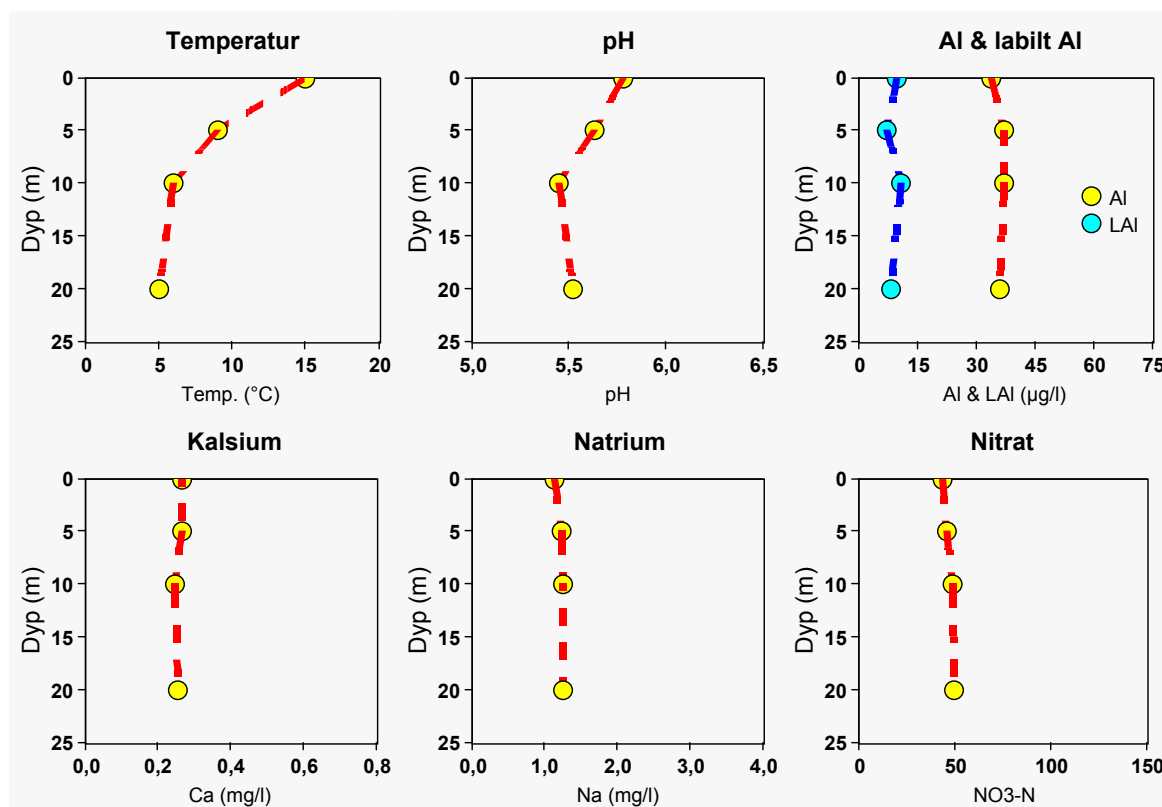 Temperatur
0
5
10
15
20
25
Dyp (m)
0 5 10 15 20
Temp. (°C)
pH
0
5
10
15
20
25
Dyp (m)
5,0 5,5 6,0 6,5
pH
Al & labilt Al
0
5
10
15
20
25
Dyp (m)
Al
LAl
0 15 30 45 60 75
Al & LAl (µg/l)
Kalsium
0
5
10
15
20
25
Dyp (m)
0,0 0,2 0,4 0,6 0,8
Ca (mg/l)
Natrium
0
5
10
15
20
25
Dyp (m)
0,0 1,0 2,0 3,0 4,0
Na (mg/l)
Nitrat
0
5
10
15
20
25
Dyp (m)
0 50 100 150
NO3-N